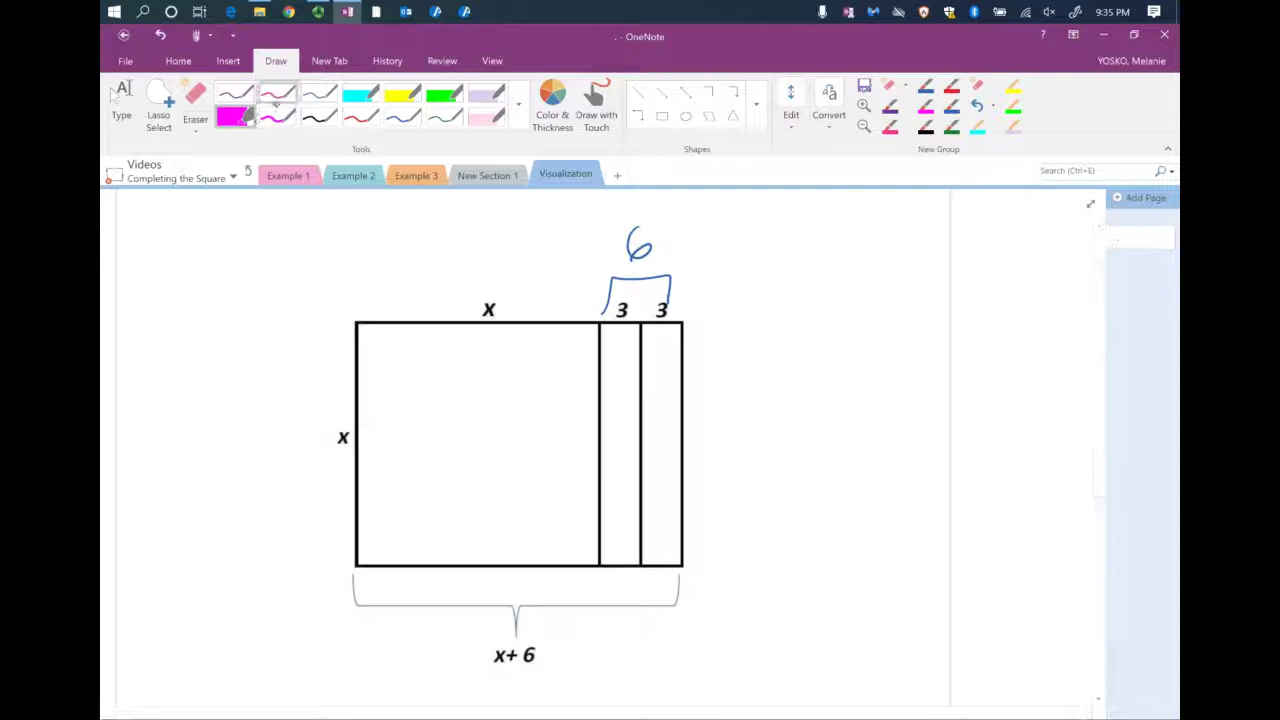 9:35 PM
. - OneNote
?
File Home Insert Draw New Tab History Review View YOSKO, Melanie
Type
Lasso Select
Eraser
Color & Thickness
Draw with Touch
Edit
Convert
Tools Shapes New Group
Videos
Completing the Square
Example 1 Example 2 Example 3 New Section 1 Visualization +
Search (Ctrl+E)
Add Page
6
x 3 3
x
x+ 6